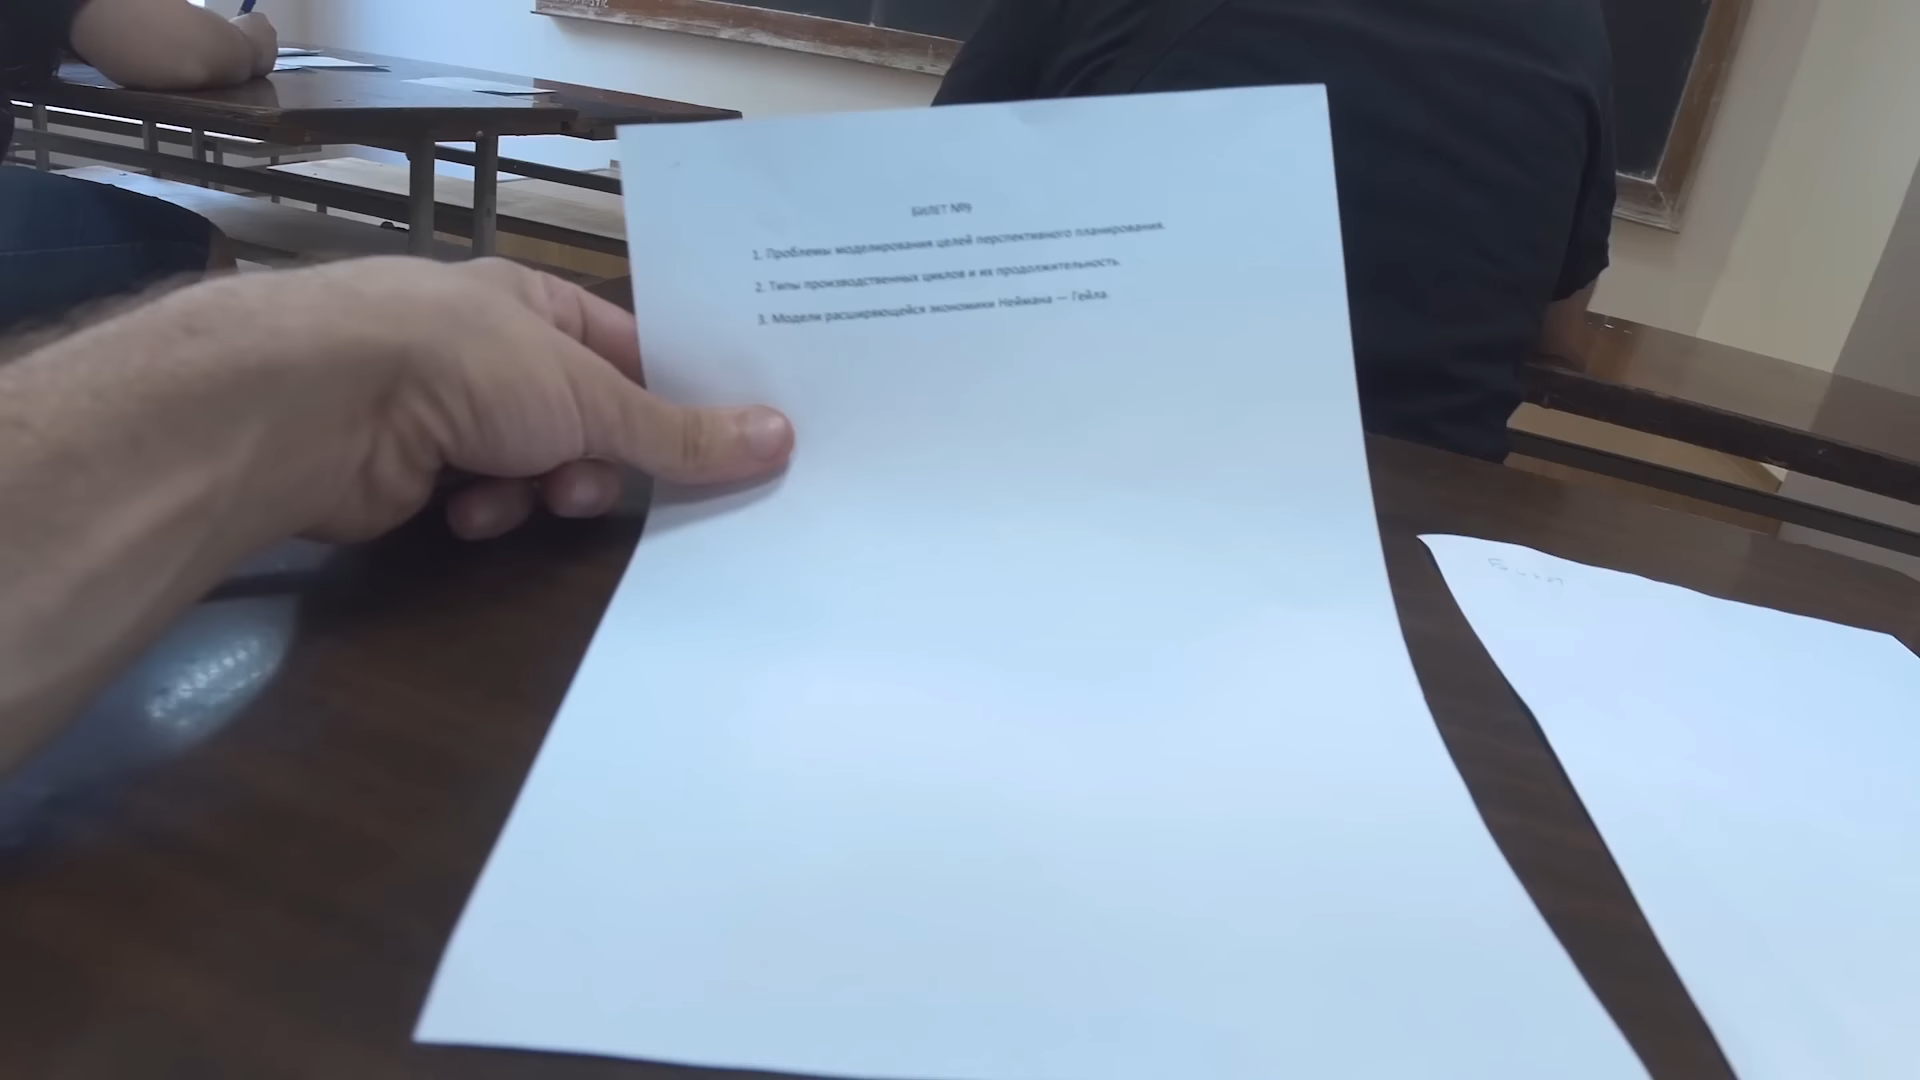 БИЛЕТ №9
1. Проблемы моделирования целей перспективного планирования.
2. Типы производственных циклов и их продолжительность.
3. Модели расширяющейся экономики Неймана — Гейла.